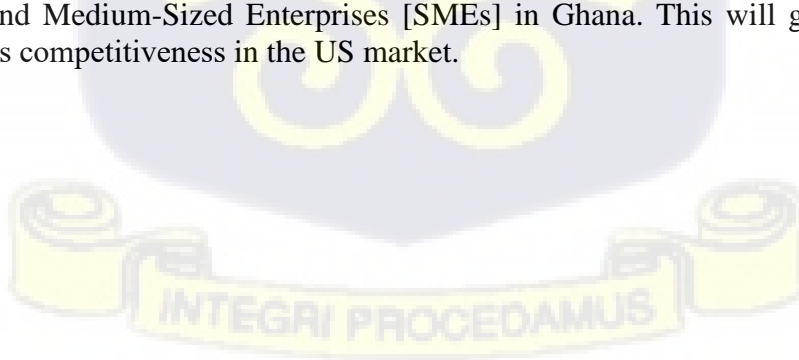 nd Medium-Sized Enterprises [SMEs] in Ghana. This will g
s competitiveness in the US market.
INTEGRI PROCEDAMUS